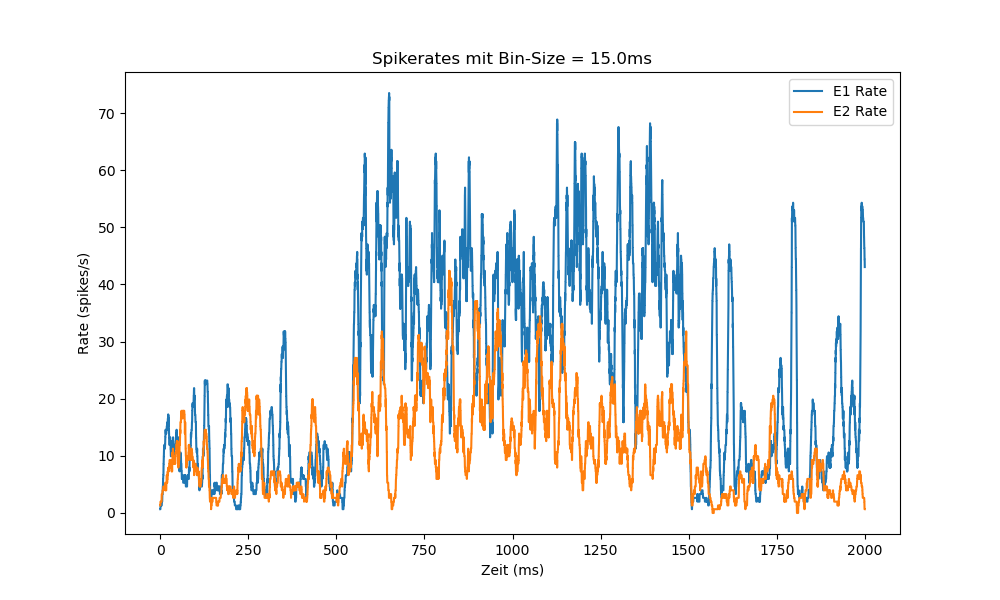 Spikerates mit Bin-Size = 15.0ms
E1 Rate
E2 Rate
70
60
50
40
30
20
10
0
Rate (spikes/s)
0 250 500 750 1000 1250 1500 1750 2000
Zeit (ms)